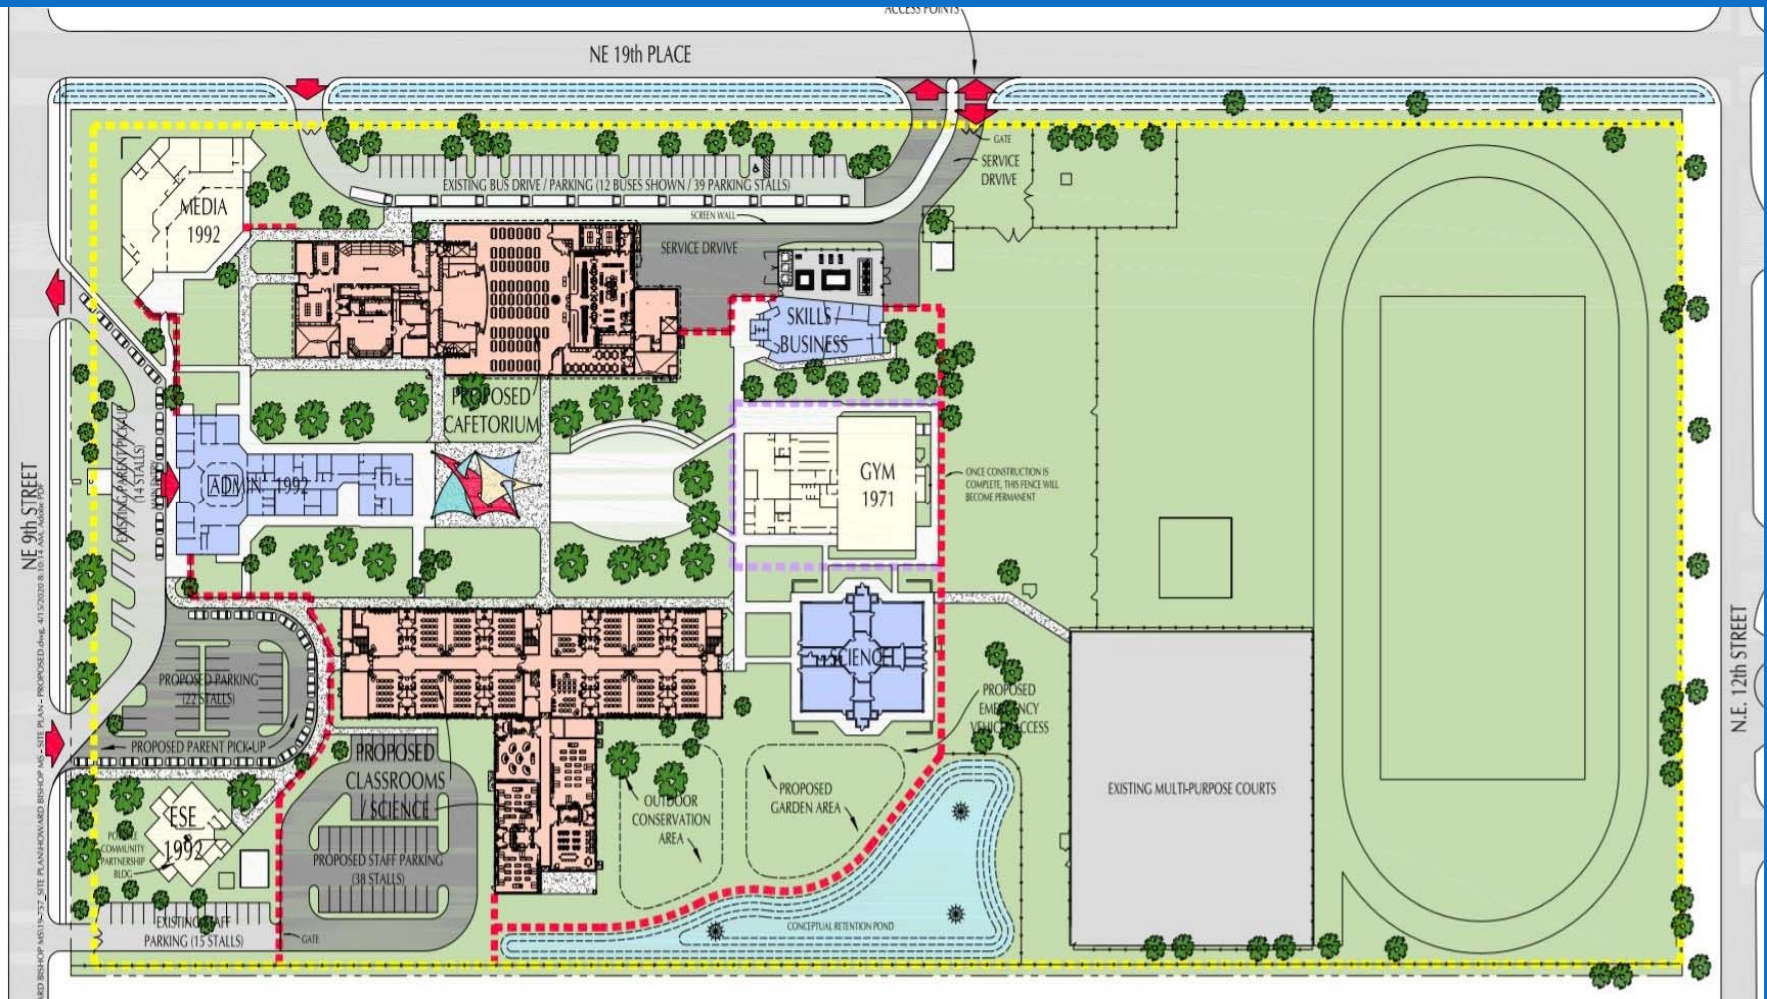 ACCESS POINTS
NE 19th PLACE
GATE
SERVICE
DRVIVE
EXISTING BUS DRIVE / PARKING (12 BUSES SHOWN / 39 PARKING STALLS)
MEDIA
1992
SCREEN WALL
SERVICE DRVIVE
SKILLS /
BUSINESS
PROPOSED
CAFETORIUM
EXISTING PARENT PICK-UP
(14 STALLS)
MAIN ENTRY
ADMIN 1992
GYM
1971
ONCE CONSTRUCTION IS
COMPLETE, THIS FENCE WILL
BECOME PERMANENT
NE 9th STREET
N.E. 12th STREET
SCIENCE
PROPOSED PARKING
(22 STALLS)
PROPOSED
EMERGENCY
VEHICLE ACCESS
PROPOSED PARENT PICK-UP
PROPOSED
CLASSROOMS
/ SCIENCE
PROPOSED
GARDEN AREA
EXISTING MULTI-PURPOSE COURTS
OUTDOOR
CONSERVATION
AREA
ESE
1992
COMMUNITY
PARTNERSHIP
BLDG
PROPOSED STAFF PARKING
(38 STALLS)
EXISTING STAFF
PARKING (15 STALLS)
GATE
CONCEPTUAL RETENTION POND